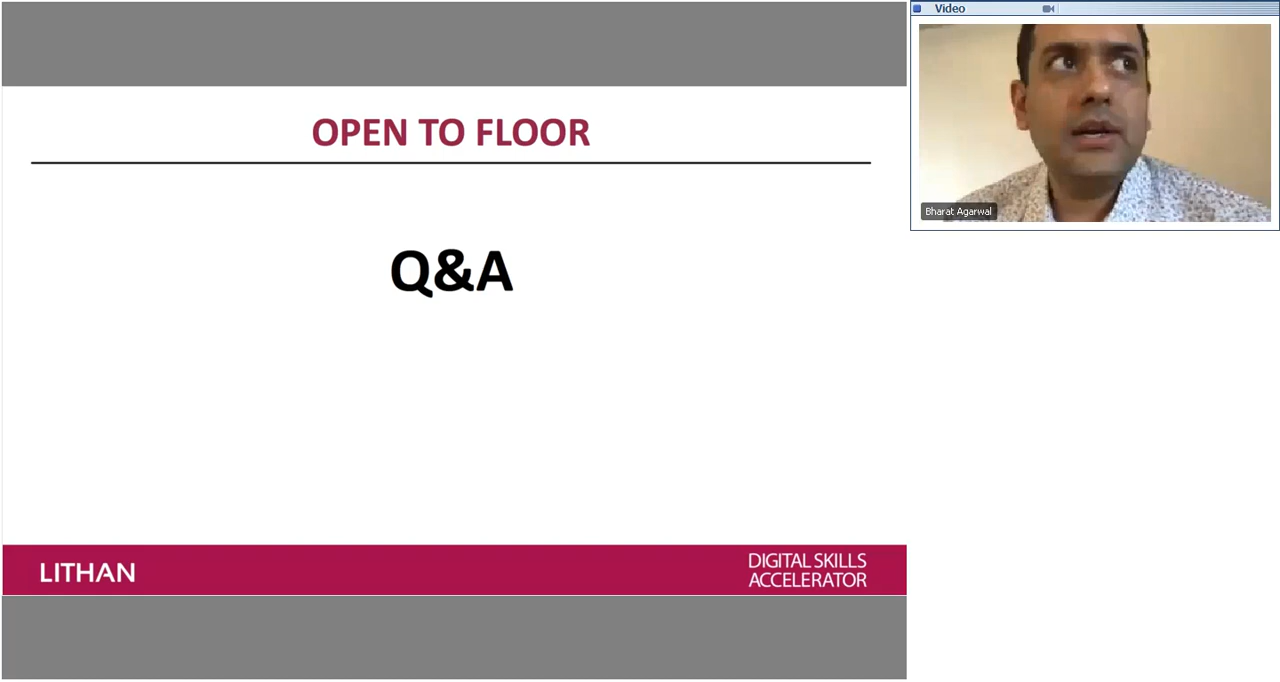 OPEN TO FLOOR
Q&A
LITHAN
DIGITAL SKILLS
ACCELERATOR
Video
Bharat Agarwal